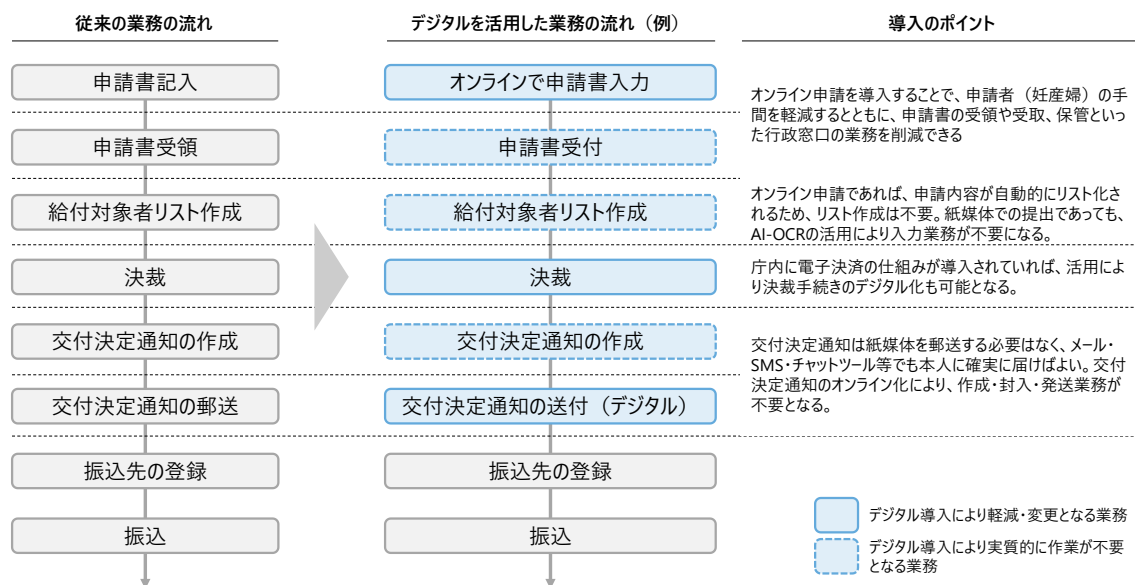 従来の業務の流れ
デジタルを活用した業務の流れ（例）
導入のポイント
申請書記入
オンラインで申請書入力
オンライン申請を導入することで、申請者（妊産婦）の手
間を軽減するとともに、申請書の受領や受取、保管といっ
た行政窓口の業務を削減できる
申請書受領
申請書受付
給付対象者リスト作成
給付対象者リスト作成
オンライン申請であれば、申請内容が自動的にリスト化さ
れるため、リスト作成は不要。紙媒体での提出であっても、
AI-OCRの活用により入力業務が不要になる。
決裁
決裁
庁内に電子決済の仕組みが導入されていれば、活用によ
り決裁手続きのデジタル化も可能となる。
交付決定通知の作成
交付決定通知の作成
交付決定通知は紙媒体を郵送する必要はなく、メール・
SMS・チャットツール等でも本人に確実に届けばよい。交付
決定通知のオンライン化により、作成・封入・発送業務が
不要となる。
交付決定通知の郵送
交付決定通知の送付（デジタル）
振込先の登録
振込先の登録
振込
振込
デジタル導入により軽減・変更となる業務
デジタル導入により実質的に作業が不要
となる業務